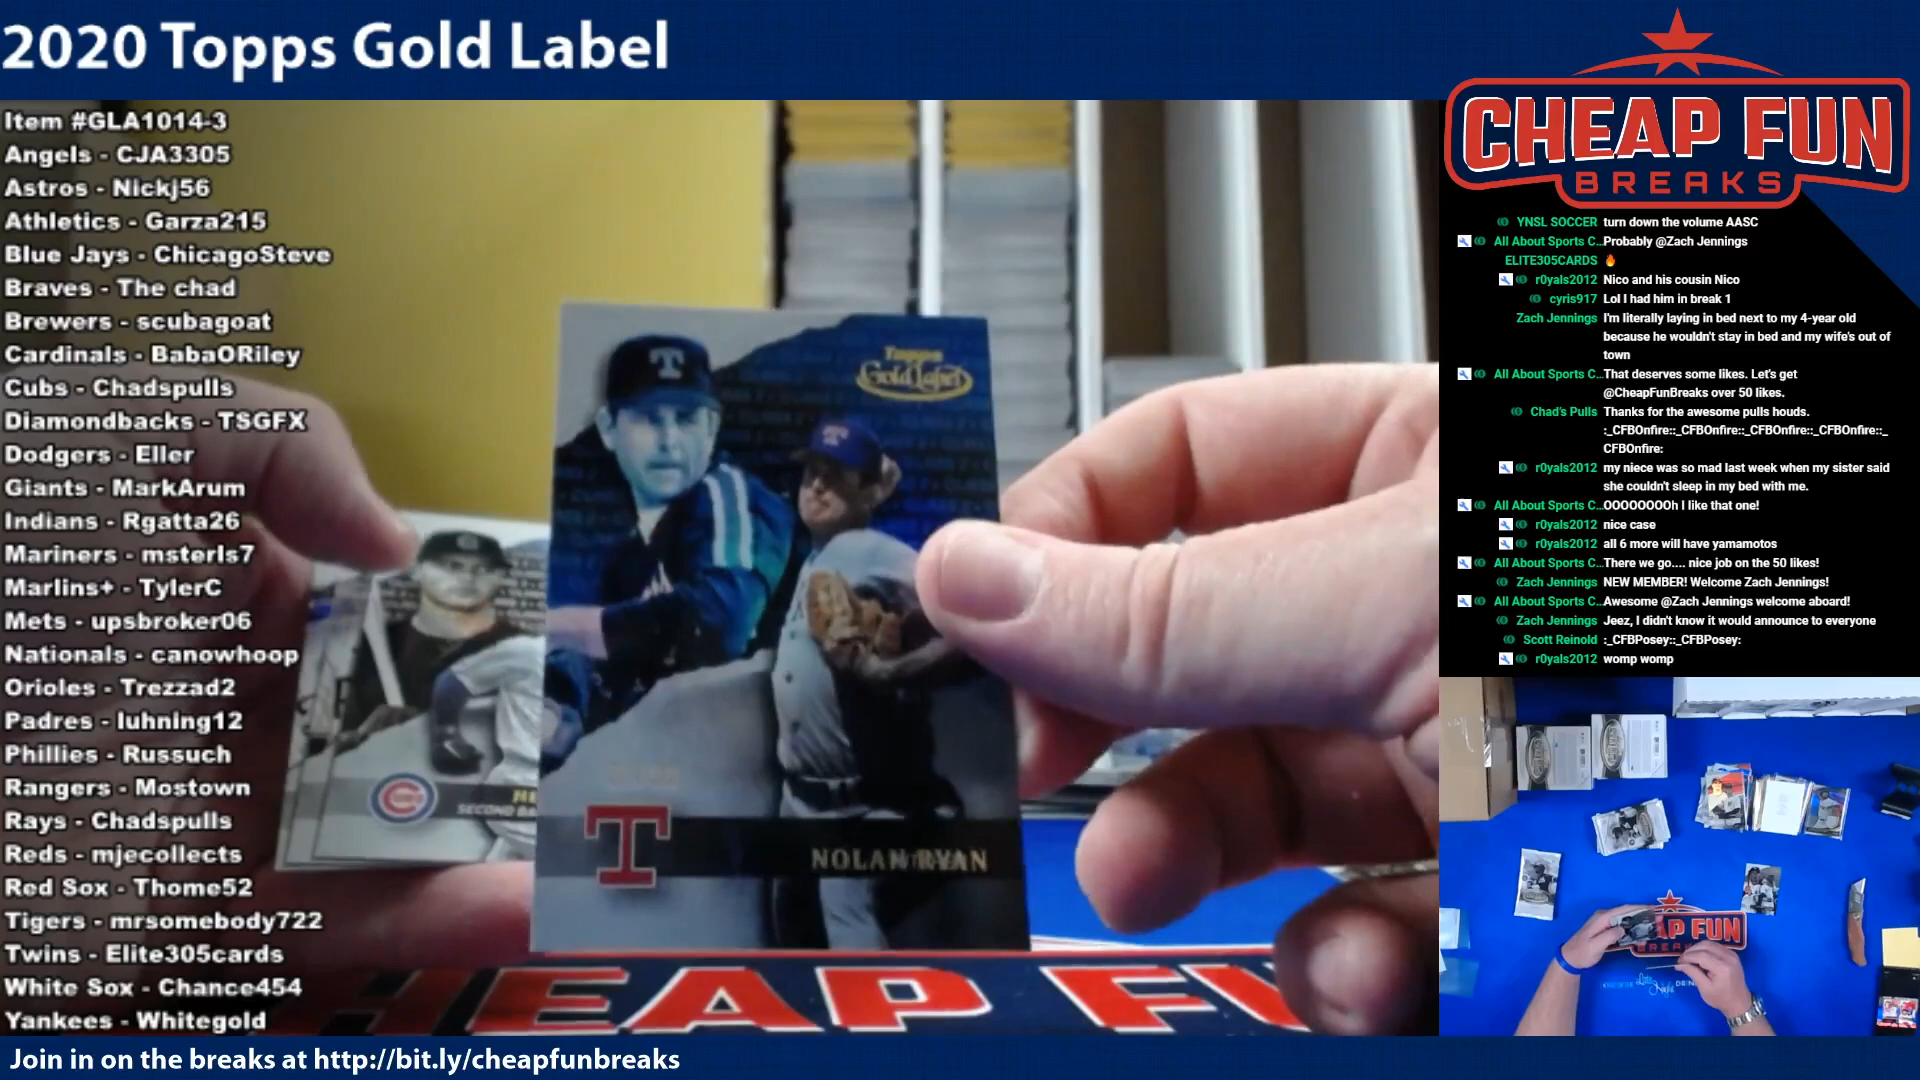 2020 Topps Gold Label
Item #GLA1014-3
Angels - CJA3305
Astros - Nickj56
Athletics - Garza215
Blue Jays - ChicagoSteve
Braves - The chad
Brewers - scubagoat
Cardinals - BabaORiley
Cubs - Chadspulls
Diamondbacks - TSGFX
Dodgers - Eller
Giants - MarkArum
Indians - Rgatta26
Mariners - msterls7
Marlins+ - TylerC
Mets - upsbroker06
Nationals - canowhoop
Orioles - Trezzad2
Padres - luhning12
Phillies - Russuch
Rangers - Mostown
Rays - Chadspulls
Reds - mjecollects
Red Sox - Thome52
Tigers - mrsomebody722
Twins - Elite305cards
White Sox - Chance454
Yankees - Whitegold
Topps
Gold Label
T
T
T
NOLAN RYAN
CUBS
SECOND BA
CHEAP FU
CHEAP FUN
BREAKS
YNSL SOCCER turn down the volume AASC
All About Sports C... Probably @Zach Jennings
ELITE305CARDS 🔥
r0yals2012 Nico and his cousin Nico
cyris917 Lol I had him in break 1
Zach Jennings I'm literally laying in bed next to my 4-year old
because he wouldn't stay in bed and my wife's out of
town
All About Sports C... That deserves some likes. Let's get
@CheapFunBreaks over 50 likes.
Chad's Pulls Thanks for the awesome pulls houds.
:_CFBOnfire::_CFBOnfire::_CFBOnfire::_CFBOnfire::_
CFBOnfire:
r0yals2012 my niece was so mad last week when my sister said
she couldn't sleep in my bed with me.
All About Sports C... OOOOOOOOh I like that one!
r0yals2012 nice case
r0yals2012 all 6 more will have yamamotos
All About Sports C... There we go.... nice job on the 50 likes!
Zach Jennings NEW MEMBER! Welcome Zach Jennings!
All About Sports C... Awesome @Zach Jennings welcome aboard!
Zach Jennings Jeez, I didn't know it would announce to everyone
Scott Reinold :_CFBPosey::_CFBPosey:
r0yals2012 womp womp
AP FUN
Join in on the breaks at http://bit.ly/cheapfunbreaks